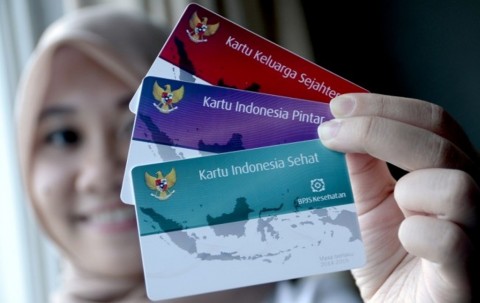 Kartu Keluarga Sejahtera
Kartu Indonesia Pintar
Kartu Indonesia Sehat
BPJS Kesehatan